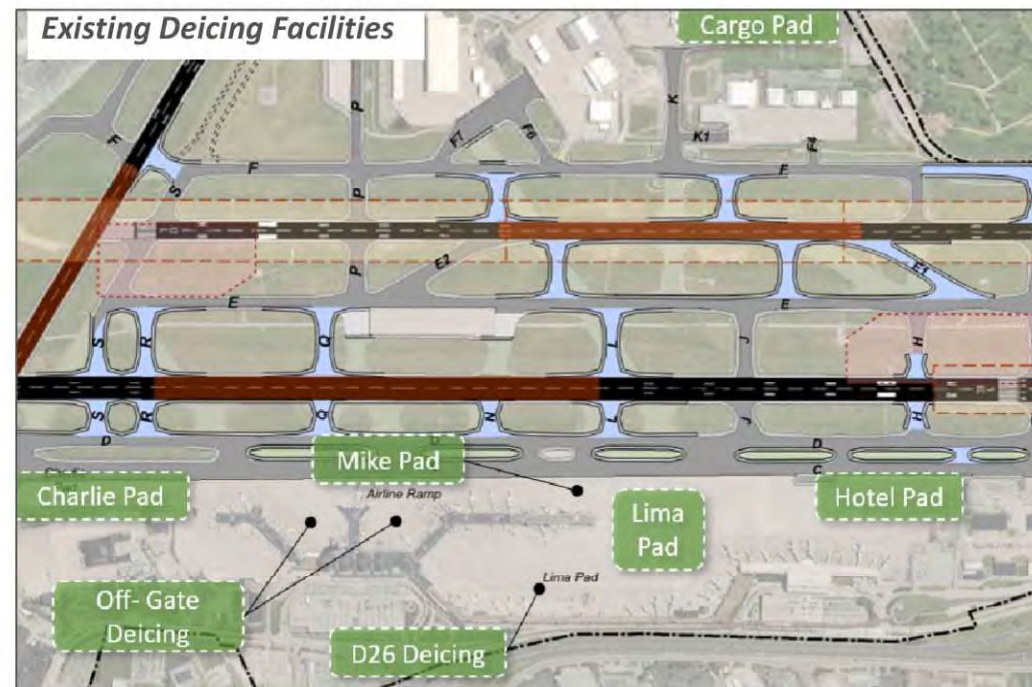 Existing Deicing Facilities
Cargo Pad
F
P
F7
F6
K
K1
F4
F
F
S
P
P
E2
E1
E
E
S
R
Q
L
J
H
S
R
Q
N
L
J
H
D
D
D
C
Mike Pad
Airline Ramp
Charlie Pad
Lima
Pad
Hotel Pad
Lima Pad
Off- Gate
Deicing
D26 Deicing